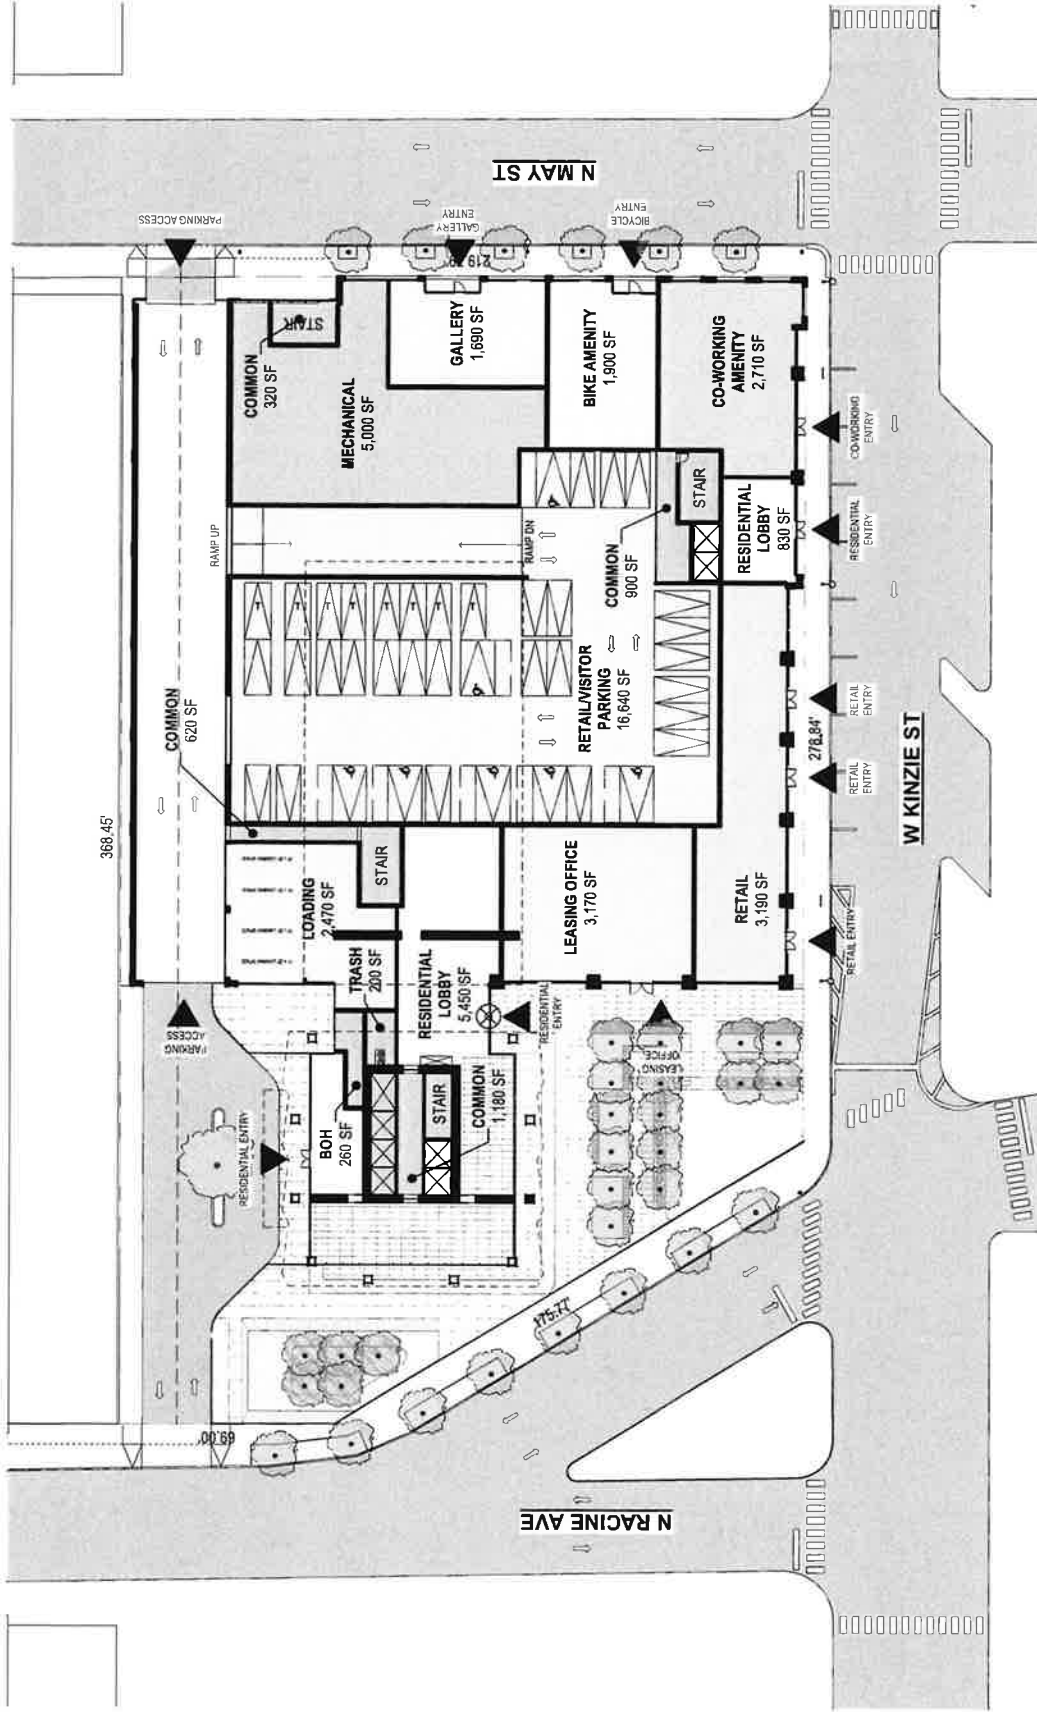 N MAY ST
PARKING ACCESS
GALLERY
ENTRY
BICYCLE
ENTRY
STAIR
COMMON
320 SF
MECHANICAL
5,000 SF
GALLERY
1,690 SF
BIKE AMENITY
1,900 SF
CO-WORKING
AMENITY
2,710 SF
CO-WORKING
ENTRY
STAIR
RESIDENTIAL
LOBBY
830 SF
RESIDENTIAL
ENTRY
COMMON
900 SF
RAMP UP
RAMP DN
RETAIL/VISITOR
PARKING
16,640 SF
RETAIL
ENTRY
RETAIL
ENTRY
278.84'
W KINZIE ST
368.45'
COMMON
620 SF
STAIR
LOADING
2,470 SF
LEASING OFFICE
3,170 SF
RETAIL
3,190 SF
RETAIL ENTRY
TRASH
200 SF
RESIDENTIAL
LOBBY
5,450 SF
RESIDENTIAL
ENTRY
LEASING
OFFICE
PARKING
ACCESS
RESIDENTIAL ENTRY
BOH
260 SF
STAIR
COMMON
1,180 SF
175.77'
69.00'
N RACINE AVE